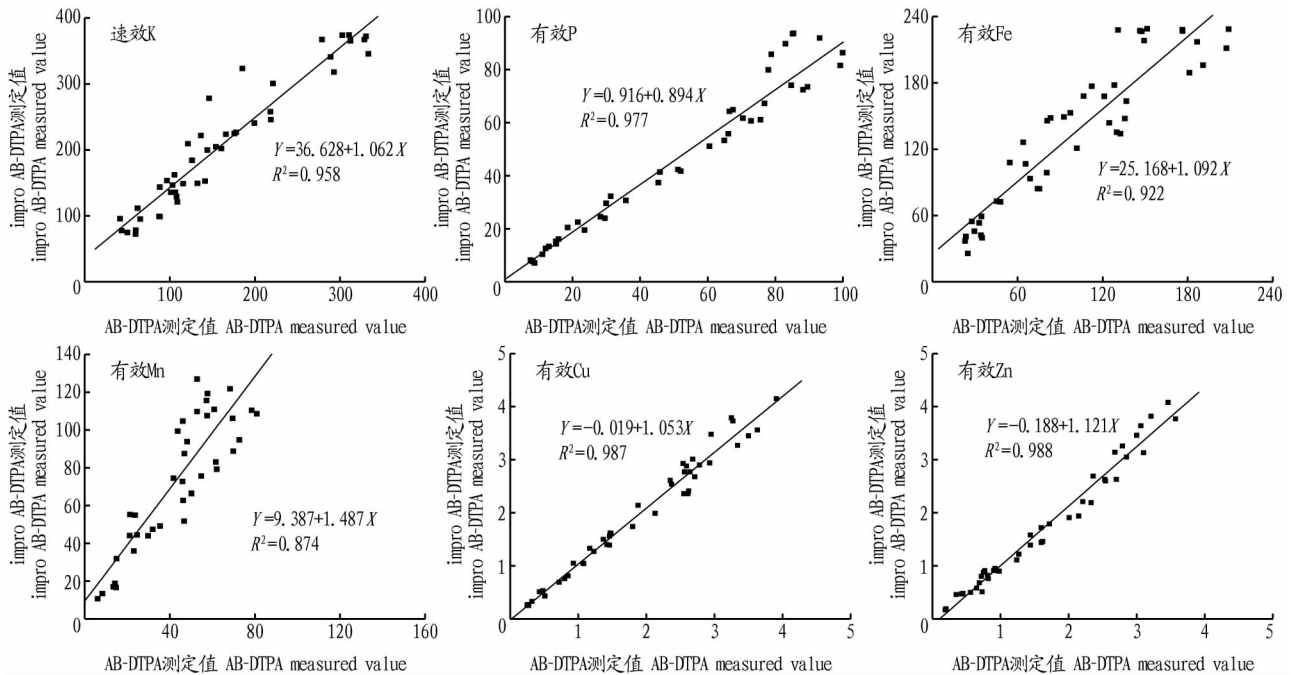 速效K
impro AB-DTPA测定值
impro AB-DTPA measured value
400
300
200
100
0
Y=36.628+1.062X
R²=0.958
100 200 300 400
AB-DTPA测定值 AB-DTPA measured value
有效P
impro AB-DTPA测定值
impro AB-DTPA measured value
100
80
60
40
20
0
Y=0.916+0.894X
R²=0.977
20 40 60 80 100
AB-DTPA测定值 AB-DTPA measured value
有效Fe
impro AB-DTPA测定值
impro AB-DTPA measured value
240
180
120
60
0
Y=25.168+1.092X
R²=0.922
60 120 180 240
AB-DTPA测定值 AB-DTPA measured value
有效Mn
impro AB-DTPA测定值
impro AB-DTPA measured value
140
120
100
80
60
40
20
0
Y=9.387+1.487X
R²=0.874
40 80 120 160
AB-DTPA测定值 AB-DTPA measured value
有效Cu
impro AB-DTPA测定值
impro AB-DTPA measured value
5
4
3
2
1
0
Y=−0.019+1.053X
R²=0.987
1 2 3 4 5
AB-DTPA测定值 AB-DTPA measured value
有效Zn
impro AB-DTPA测定值
impro AB-DTPA measured value
5
4
3
2
1
0
Y=−0.188+1.121X
R²=0.988
1 2 3 4 5
AB-DTPA测定值 AB-DTPA measured value